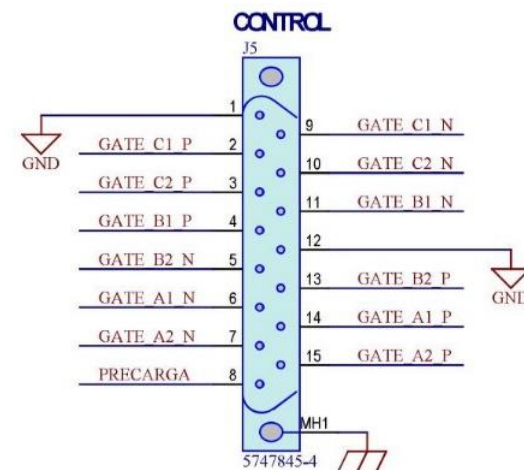 CONTROL
J5
1
GND
9 GATE_C1_N
GATE_C1_P 2
10 GATE_C2_N
GATE_C2_P 3
11 GATE_B1_N
GATE_B1_P 4
12
GND
GATE_B2_N 5
13 GATE_B2_P
GATE_A1_N 6
14 GATE_A1_P
GATE_A2_N 7
15 GATE_A2_P
PRECARGA 8
MH1
5747845-4